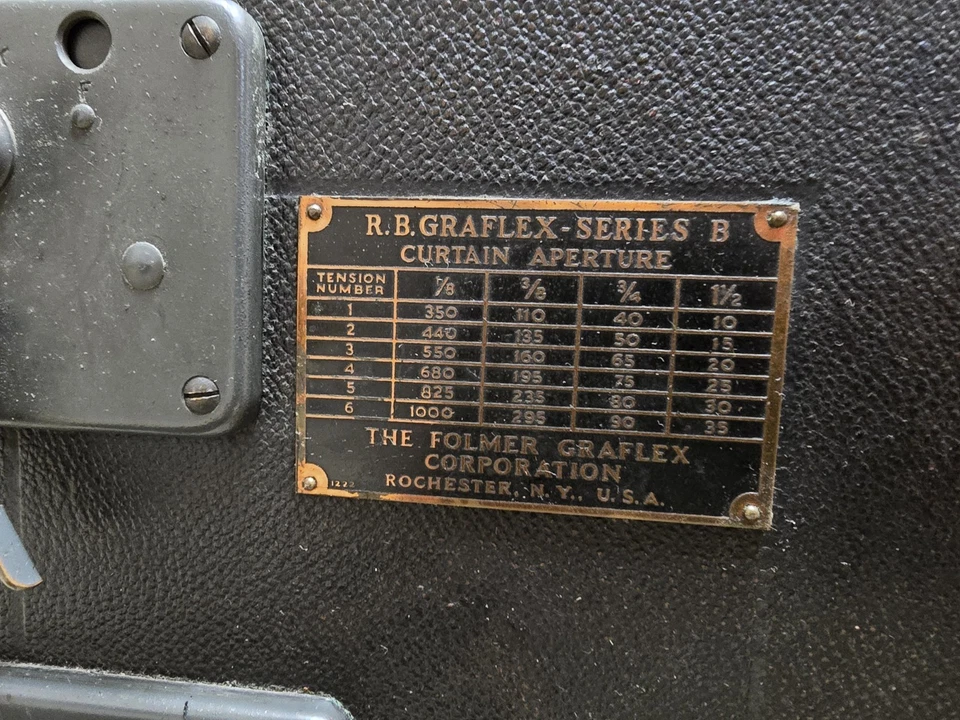 R.B. GRAFLEX - SERIES B
CURTAIN APERTURE
TENSION NUMBER 1/8 3/8 3/4 1½
1 350 110 40 10
2 440 135 50 15
3 550 160 65 20
4 680 195 75 25
5 825 235 80 30
6 1000 295 90 35
THE FOLMER GRAFLEX
CORPORATION
1222 ROCHESTER, N.Y., U.S.A.